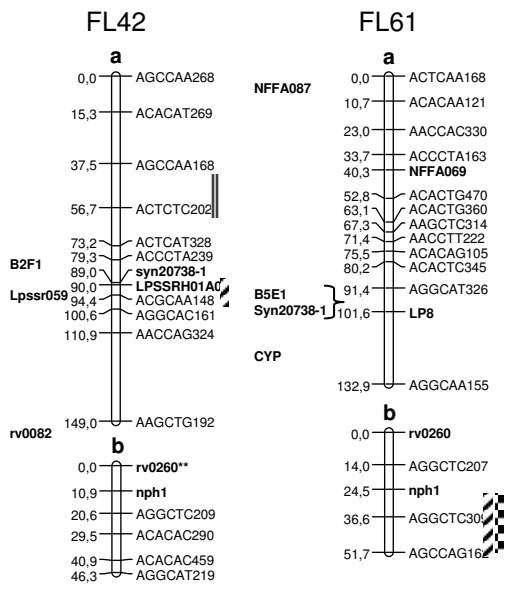 FL42
a
0,0 AGCCAA268
15,3 ACACAT269
37,5 AGCCAA168
56,7 ACTCTC202
73,2 ACTCAT328
79,3 ACCCTA239
B2F1
89,0 syn20738-1
90,0 LPSSRH01A0
Lpssr059
94,4 ACGCAA148
100,6 AGGCAC161
110,9 AACCAG324
149,0 AAGCTG192
rv0082
b
0,0 rv0260**
10,9 nph1
20,6 AGGCTC209
29,5 ACACAC290
40,9 ACACAC459
46,3 AGGCAT219
FL61
a
0,0 ACTCAA168
NFFA087
10,7 ACACAA121
23,0 AACCAC330
33,7 ACCCTA163
40,3 NFFA069
52,8 ACACTG470
63,1 ACACTG360
67,3 AAGCTC314
71,4 AACCTT222
75,5 ACACAG105
80,2 ACACTC345
91,4 AGGCAT326
B5E1
Syn20738-1
101,6 LP8
CYP
132,9 AGGCAA155
b
0,0 rv0260
14,0 AGGCTC207
24,5 nph1
36,6 AGGCTC309
51,7 AGCCAG162